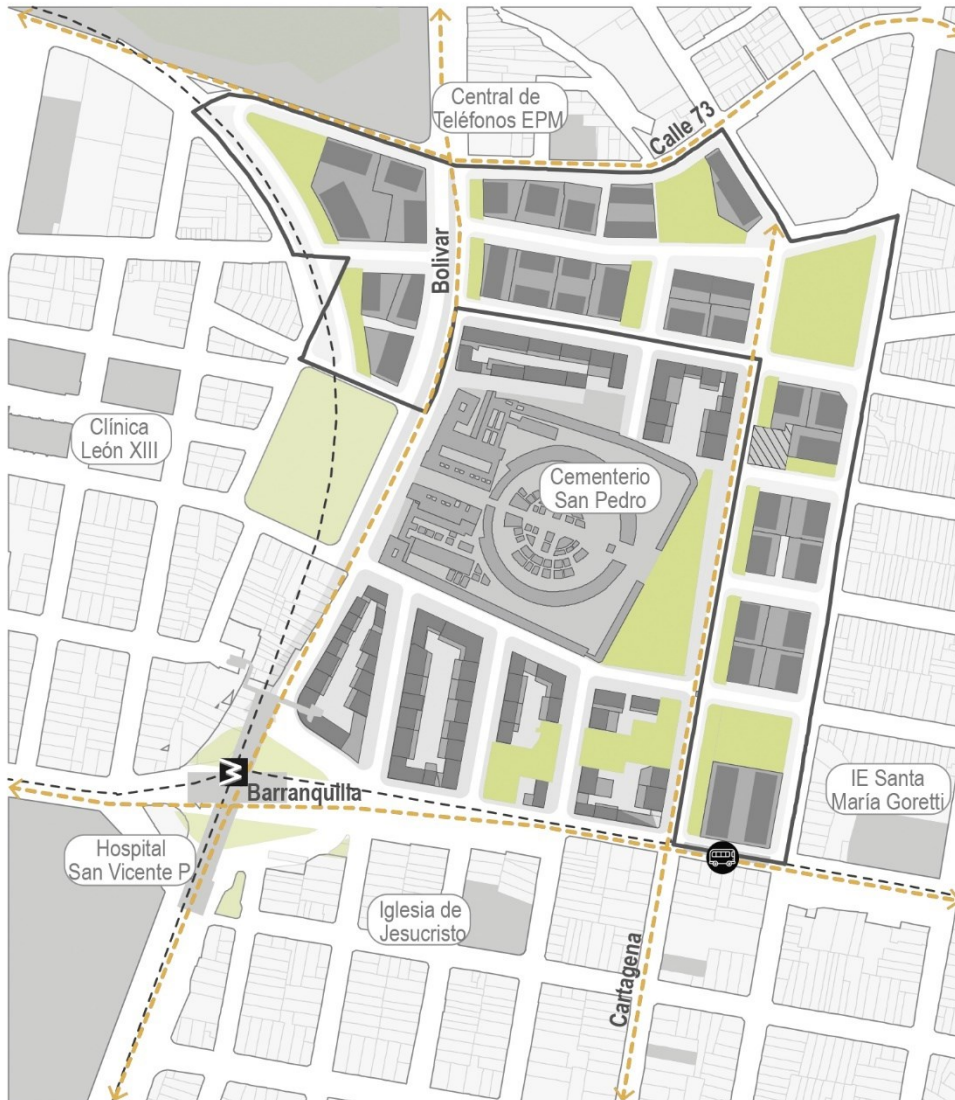 Central de
Teléfonos EPM
Calle 73
Bolivar
Clínica
León XIII
Cementerio
San Pedro
Barranquilla
IE Santa
María Goretti
Hospital
San Vicente P.
Iglesia de
Jesucristo
Cartagena